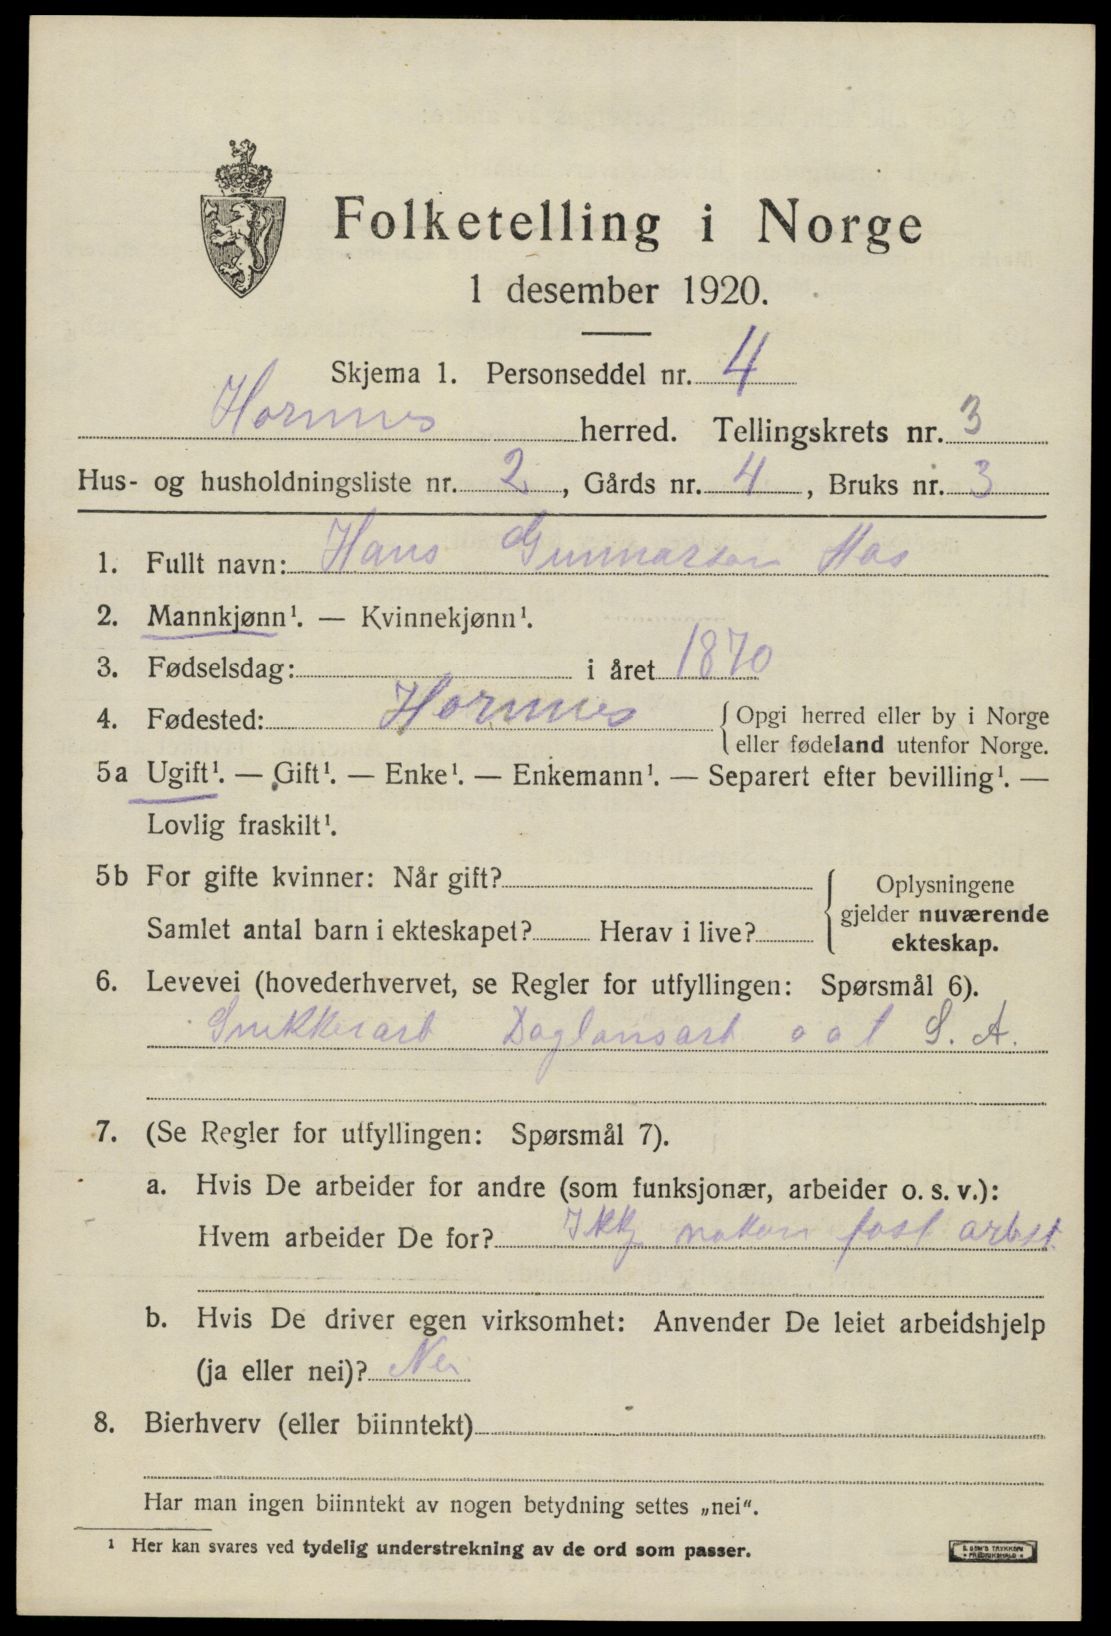 Folketelling i Norge
1 desember 1920.
Skjema 1. Personseddel nr. 4
Hornnes herred. Tellingskrets nr. 3
Hus- og husholdningsliste nr. 2, Gårds nr. 4, Bruks nr. 3
1. Fullt navn: Hans Gunnarson Mos
2. Mannkjønn¹. — Kvinnekjønn¹.
3. Fødselsdag: i året 1870
4. Fødested: Hornnes { Opgi herred eller by i Norge
eller fødeland utenfor Norge.
5a Ugift¹. — Gift¹. — Enke¹. — Enkemann¹. — Separert efter bevilling¹. —
Lovlig fraskilt¹.
5b For gifte kvinner: Når gift? { Oplysningene
gjelder nuværende
ekteskap.
Samlet antal barn i ekteskapet? Herav i live?
6. Levevei (hovederhvervet, se Regler for utfyllingen: Spørsmål 6).
Snekkerarb Daglønsarb S. A.
7. (Se Regler for utfyllingen: Spørsmål 7).
a. Hvis De arbeider for andre (som funksjonær, arbeider o. s. v.):
Hvem arbeider De for? Ikkj nokon fast arbeit
b. Hvis De driver egen virksomhet: Anvender De leiet arbeidshjelp
(ja eller nei)? Nei
8. Bierhverv (eller biinntekt)
Har man ingen biinntekt av nogen betydning settes „nei“.
¹ Her kan svares ved tydelig understrekning av de ord som passer.